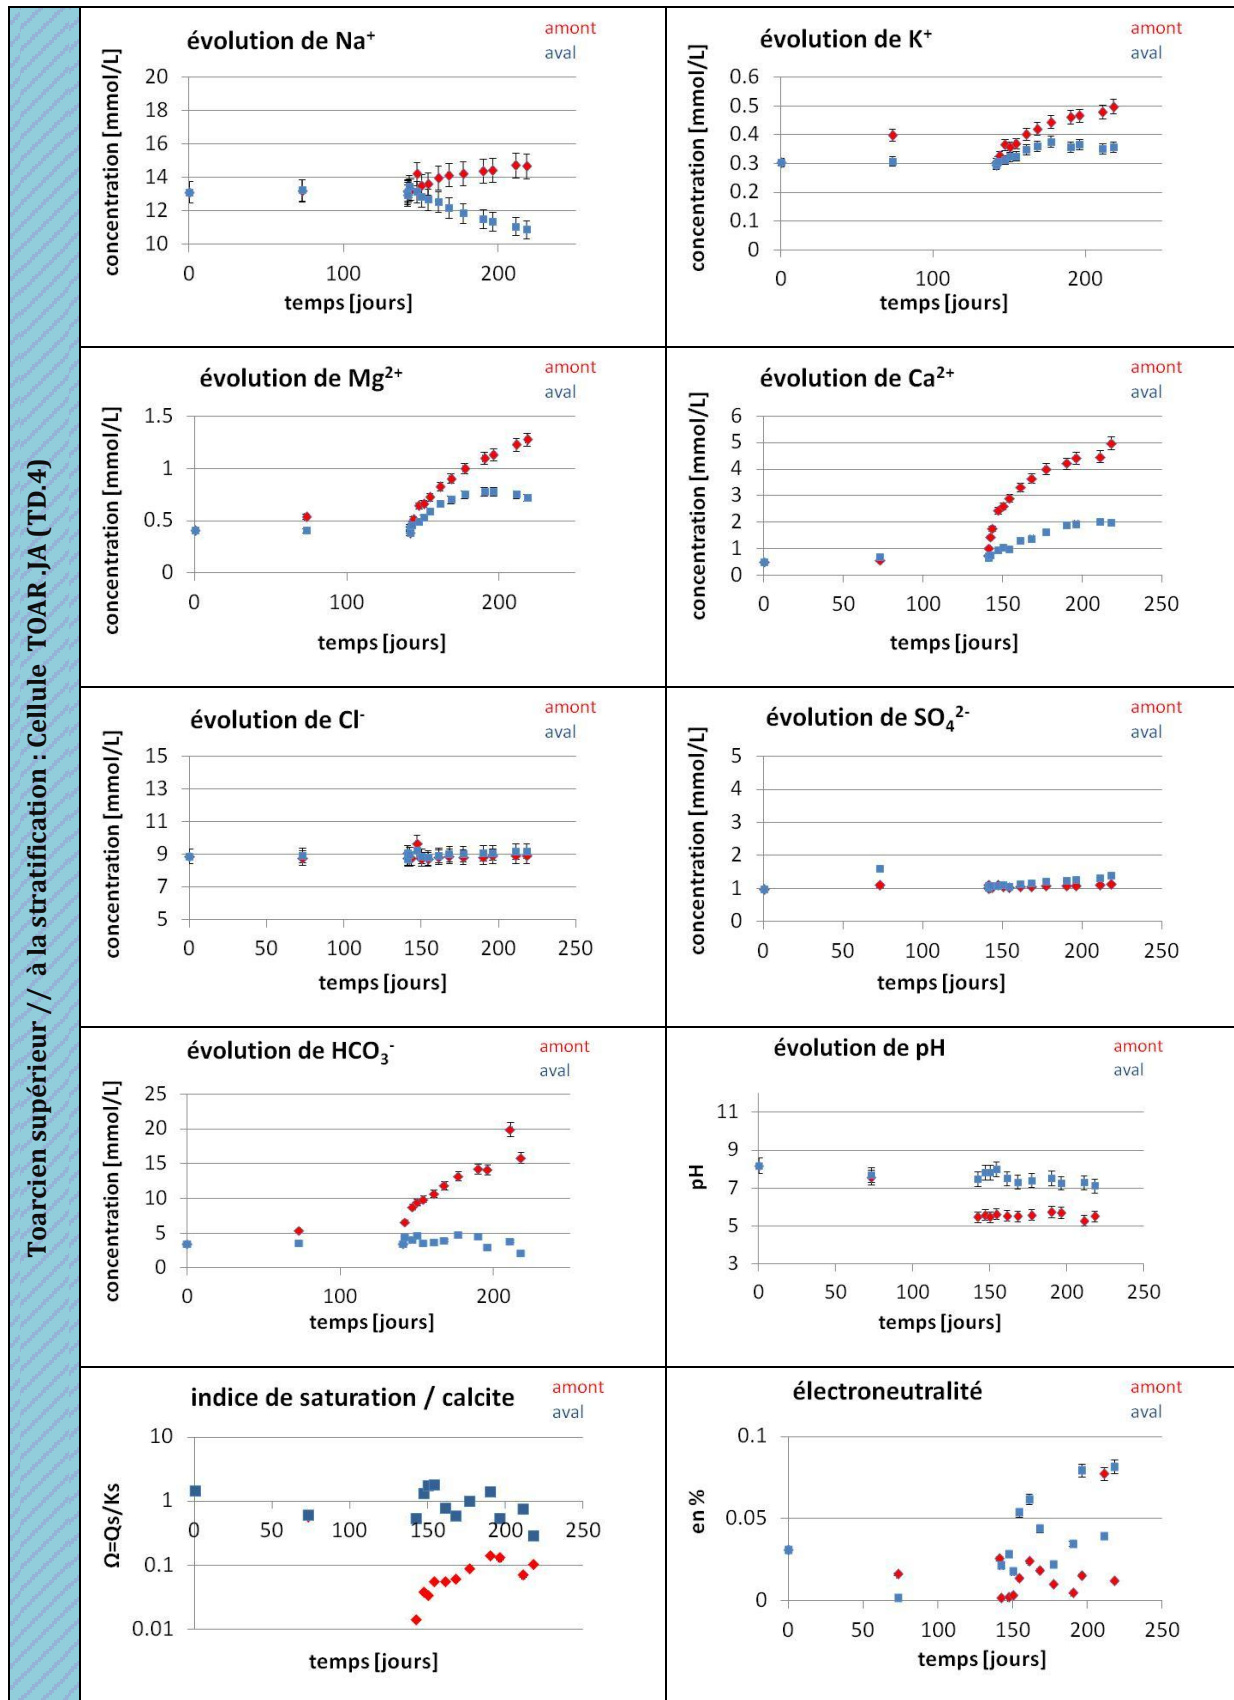 Toarcien supérieur // à la stratification : Cellule TOAR .JA (TD.4)
évolution de Na⁺
amont
aval
concentration [mmol/L]
20
18
16
14
12
10
0
100
200
temps [jours]
évolution de K⁺
amont
aval
concentration [mmol/L]
0.6
0.5
0.4
0.3
0.2
0.1
0
0
100
200
temps [jours]
évolution de Mg²⁺
amont
aval
concentration [mmol/L]
1.5
1
0.5
0
0
100
200
temps [jours]
évolution de Ca²⁺
amont
aval
concentration [mmol/L]
6
5
4
3
2
1
0
0
50
100
150
200
250
temps [jours]
évolution de Cl⁻
amont
aval
concentration [mmol/L]
15
13
11
9
7
5
0
50
100
150
200
250
temps [jours]
évolution de SO₄²⁻
amont
aval
concentration [mmol/L]
5
4
3
2
1
0
0
50
100
150
200
250
temps [jours]
évolution de HCO₃⁻
amont
aval
concentration [mmol/L]
25
20
15
10
5
0
0
100
200
temps [jours]
évolution de pH
amont
aval
pH
11
9
7
5
3
0
50
100
150
200
250
temps [jours]
indice de saturation / calcite
amont
aval
Ω=Qs/Ks
10
1
0.1
0.01
0
50
100
150
200
250
temps [jours]
électroneutralité
amont
aval
en %
0.1
0.05
0
0
50
100
150
200
250
temps [jours]